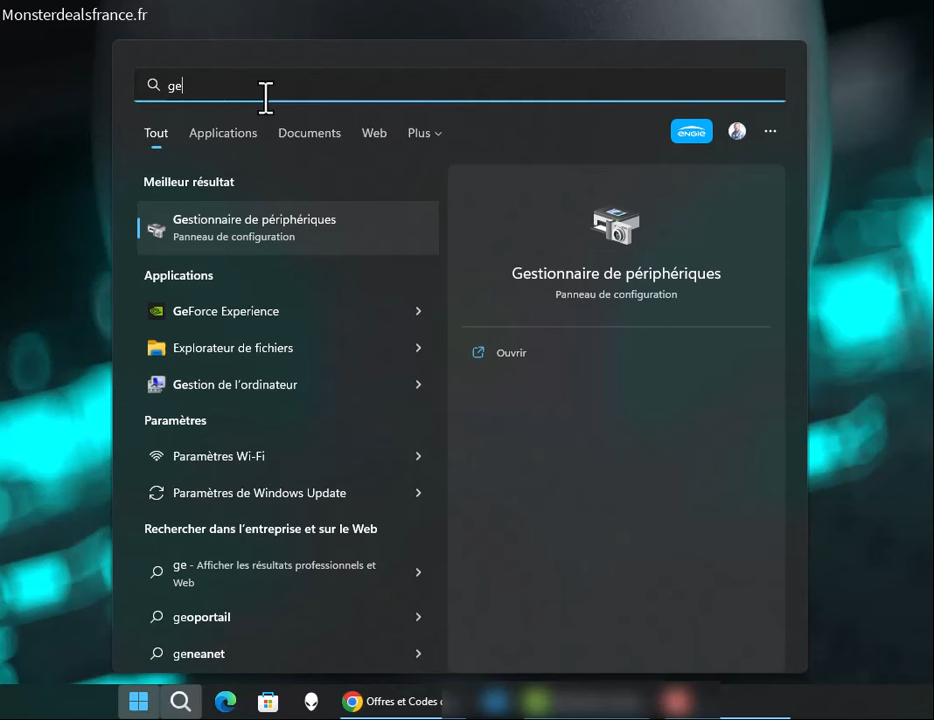 Monsterdealsfrance.fr
ge
Tout Applications Documents Web Plus
ENGIE
Meilleur résultat
Gestionnaire de périphériques
Panneau de configuration
Gestionnaire de périphériques
Panneau de configuration
Ouvrir
Applications
GeForce Experience
Explorateur de fichiers
Gestion de l’ordinateur
Paramètres
Paramètres Wi-Fi
Paramètres de Windows Update
Rechercher dans l’entreprise et sur le Web
ge - Afficher les résultats professionnels et
Web
geoportail
geneanet
Offres et Codes